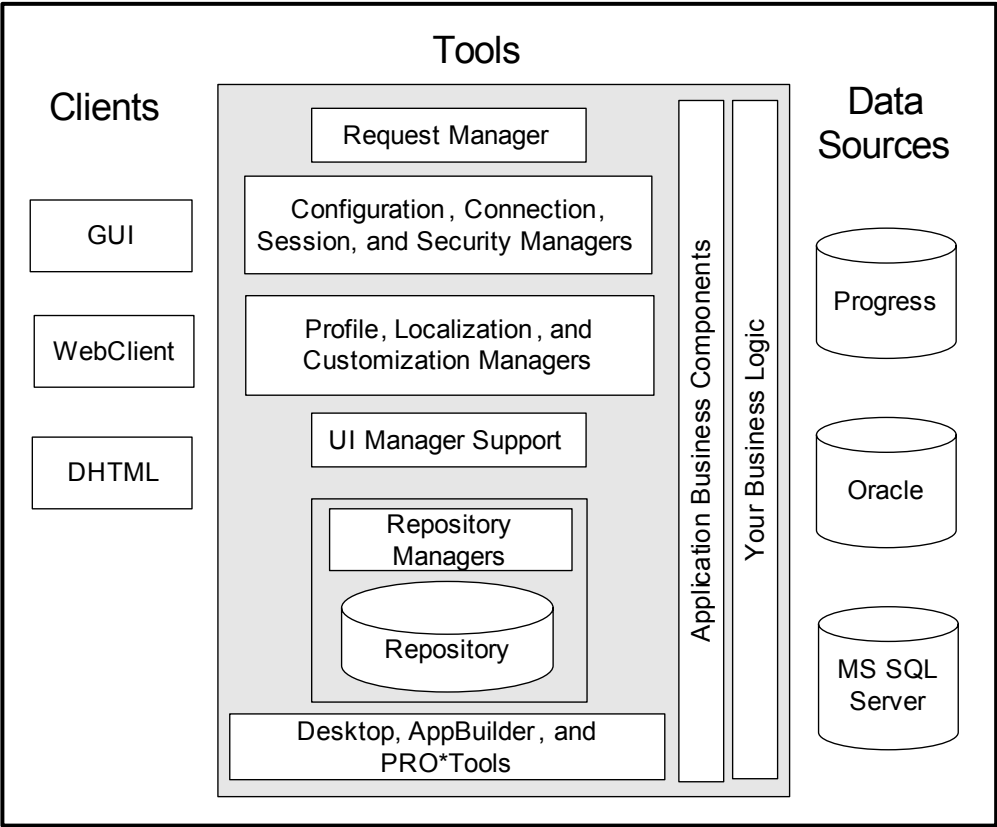 Tools
Clients
Data
Sources
GUI
WebClient
DHTML
Request Manager
Configuration, Connection,
Session, and Security Managers
Profile, Localization, and
Customization Managers
UI Manager Support
Repository
Managers
Repository
Desktop, AppBuilder, and
PRO*Tools
Application Business Components
Your Business Logic
Progress
Oracle
MS SQL
Server